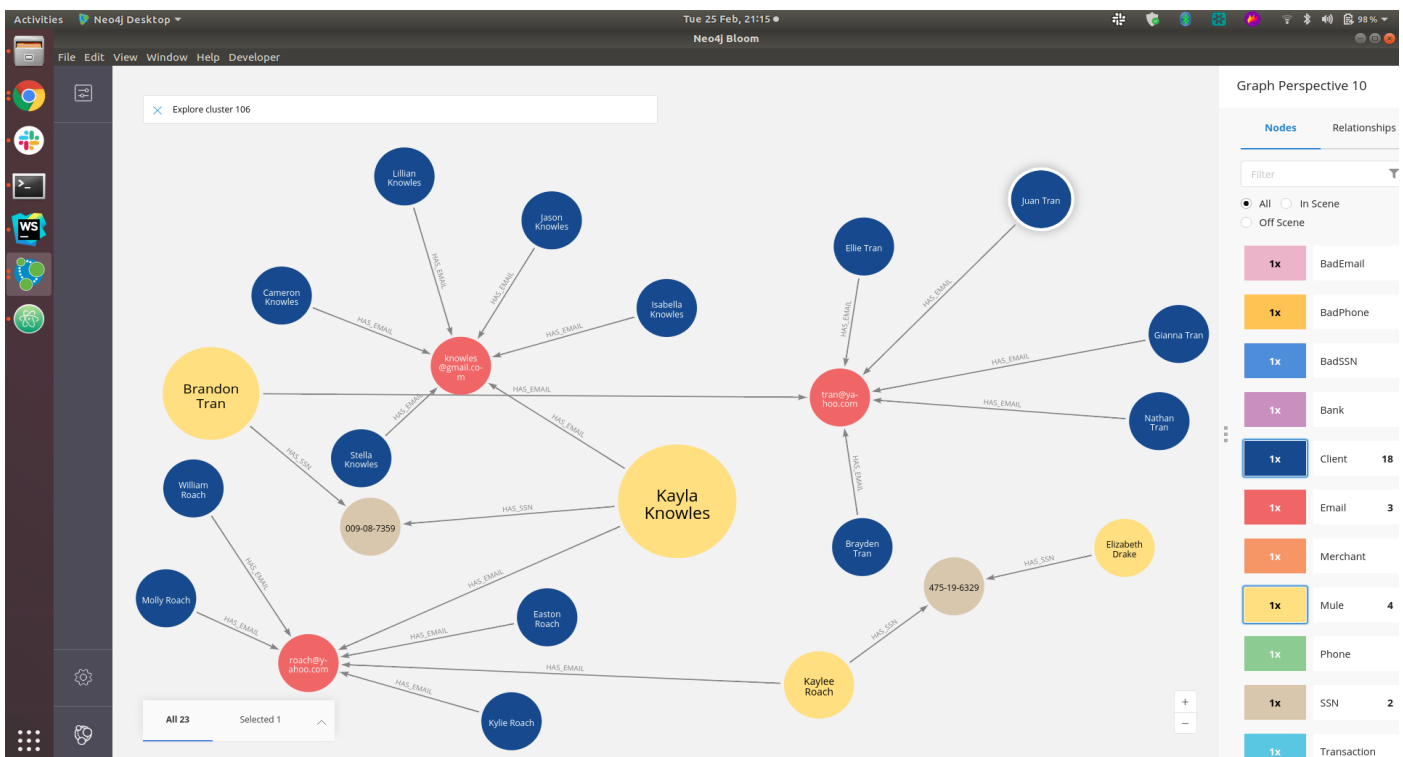 Activities
Neo4j Desktop
Tue 25 Feb, 21:15
98 %
Neo4j Bloom
File Edit View Window Help Developer
Explore cluster 106
Lillian
Knowles
Jason
Knowles
Cameron
Knowles
Isabella
Knowles
HAS_EMAIL
HAS_EMAIL
HAS_EMAIL
HAS_EMAIL
knowles
@gmail.co-
m
Brandon
Tran
HAS_EMAIL
HAS_EMAIL
HAS_EMAIL
Stella
Knowles
HAS_SSN
William
Roach
009-08-7359
HAS_SSN
Kayla
Knowles
HAS_EMAIL
HAS_EMAIL
Molly Roach
HAS_EMAIL
Easton
Roach
HAS_EMAIL
roach@y-
ahoo.com
HAS_EMAIL
HAS_EMAIL
Kylie Roach
Kaylee
Roach
HAS_SSN
475-19-6329
HAS_SSN
Elizabeth
Drake
Juan Tran
Ellie Tran
HAS_EMAIL
HAS_EMAIL
Gianna Tran
HAS_EMAIL
tran@ya-
hoo.com
HAS_EMAIL
Nathan
Tran
HAS_EMAIL
Brayden
Tran
All 23
Selected 1
+
−
Graph Perspective 10
Nodes
Relationships
Filter
All
In Scene
Off Scene
1x BadEmail
1x BadPhone
1x BadSSN
1x Bank
1x Client 18
1x Email 3
1x Merchant
1x Mule 4
1x Phone
1x SSN 2
1x Transaction
WS